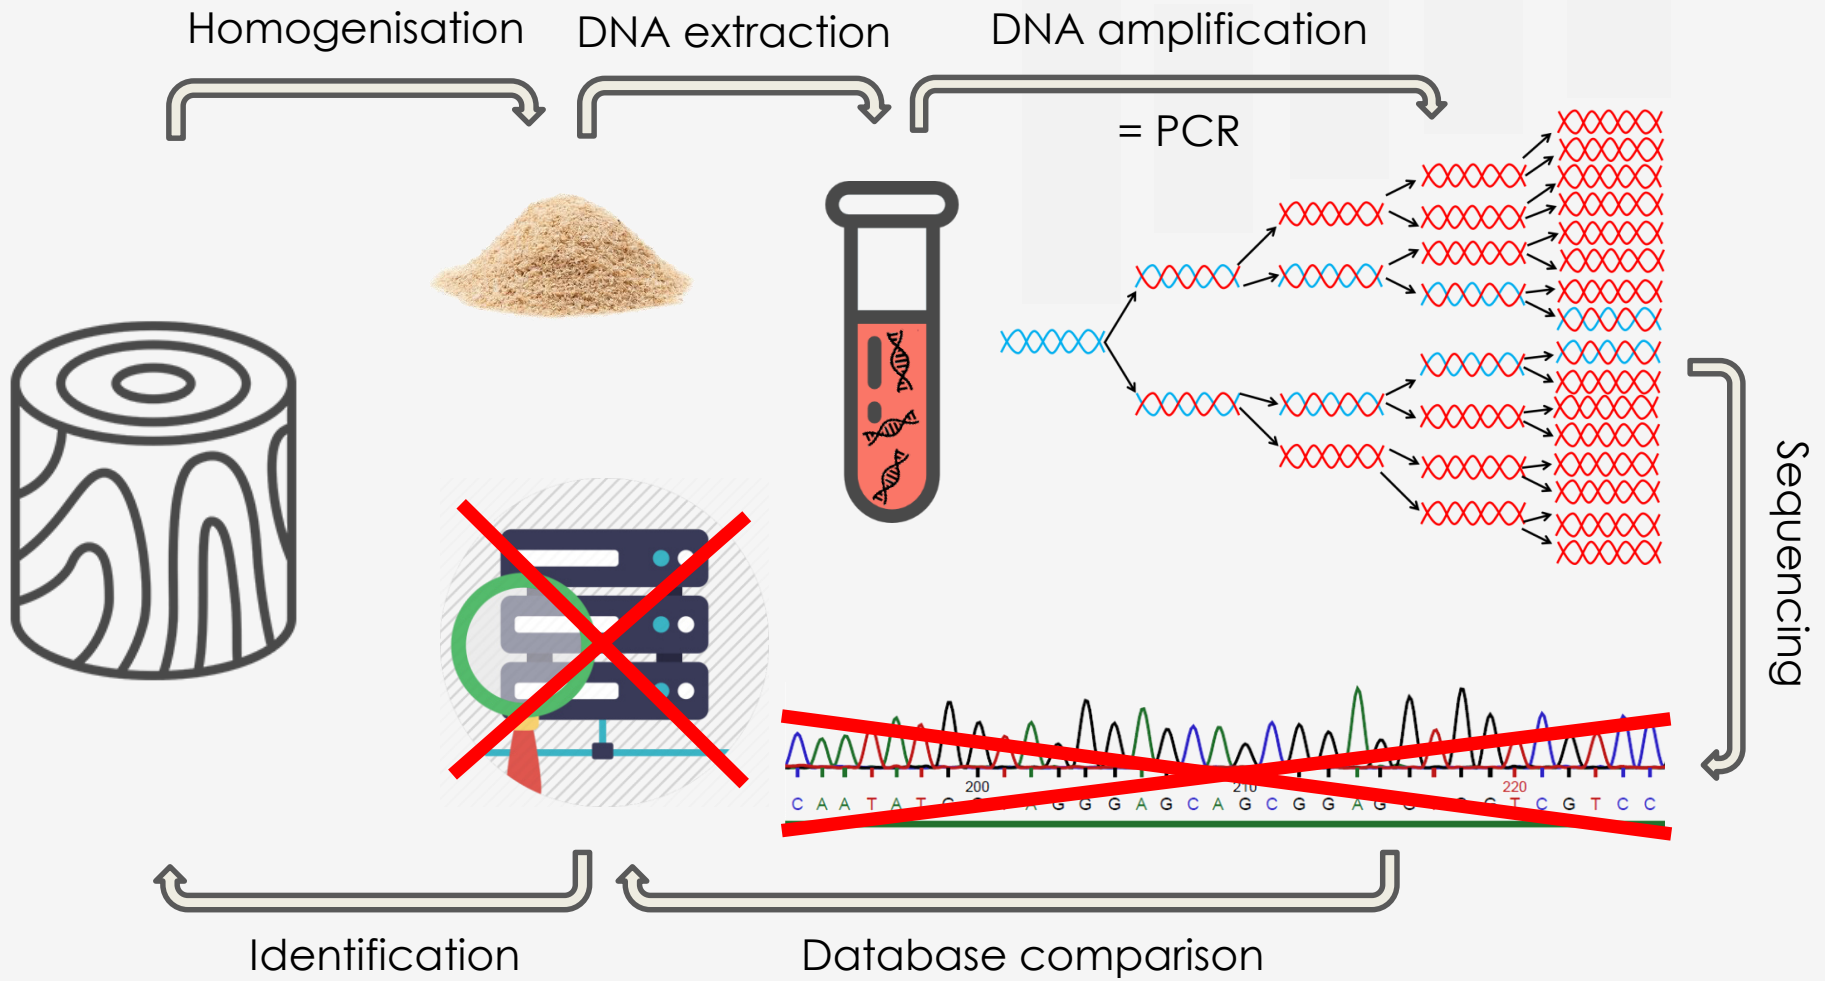 Homogenisation
DNA extraction
DNA amplification
= PCR
Sequencing
200
210
220
C A A T A T G A G G G A G C A G C G G A G G T C G T C C
Database comparison
Identification